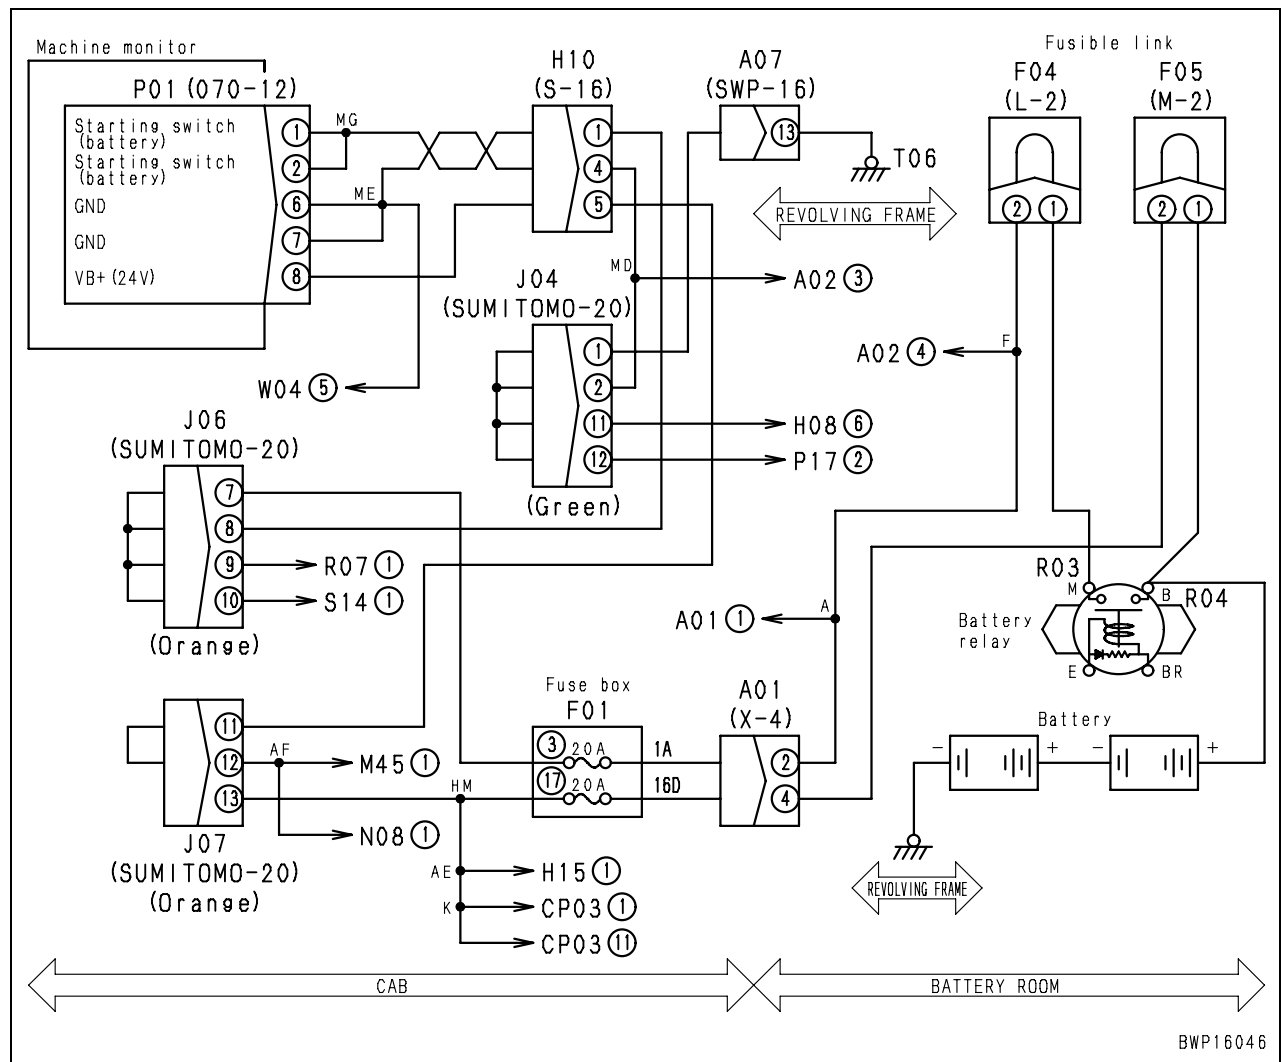 Machine monitor
P01 (070-12)
Starting switch
(battery)
Starting switch
(battery)
GND
GND
VB+ (24V)
1
2
6
7
8
MG
ME
H10
(S-16)
1
4
5
A07
(SWP-16)
13
T06
REVOLVING FRAME
Fusible link
F04
(L-2)
2
1
F05
(M-2)
2
1
MD
A02 3
J04
(SUMITOMO-20)
1
2
11
12
(Green)
F
A02 4
W04 5
H08 6
P17 2
J06
(SUMITOMO-20)
7
8
9
10
(Orange)
R07 1
S14 1
R03
M
B
R04
Battery
relay
E
BR
A
A01 1
11
12
13
J07
(SUMITOMO-20)
(Orange)
AF
M45 1
N08 1
HM
Fuse box
F01
3 20A
17 20A
1A
16D
A01
(X-4)
2
4
Battery
- + - +
AE
H15 1
K
CP03 1
CP03 11
REVOLVING FRAME
CAB
BATTERY ROOM
BWP16046